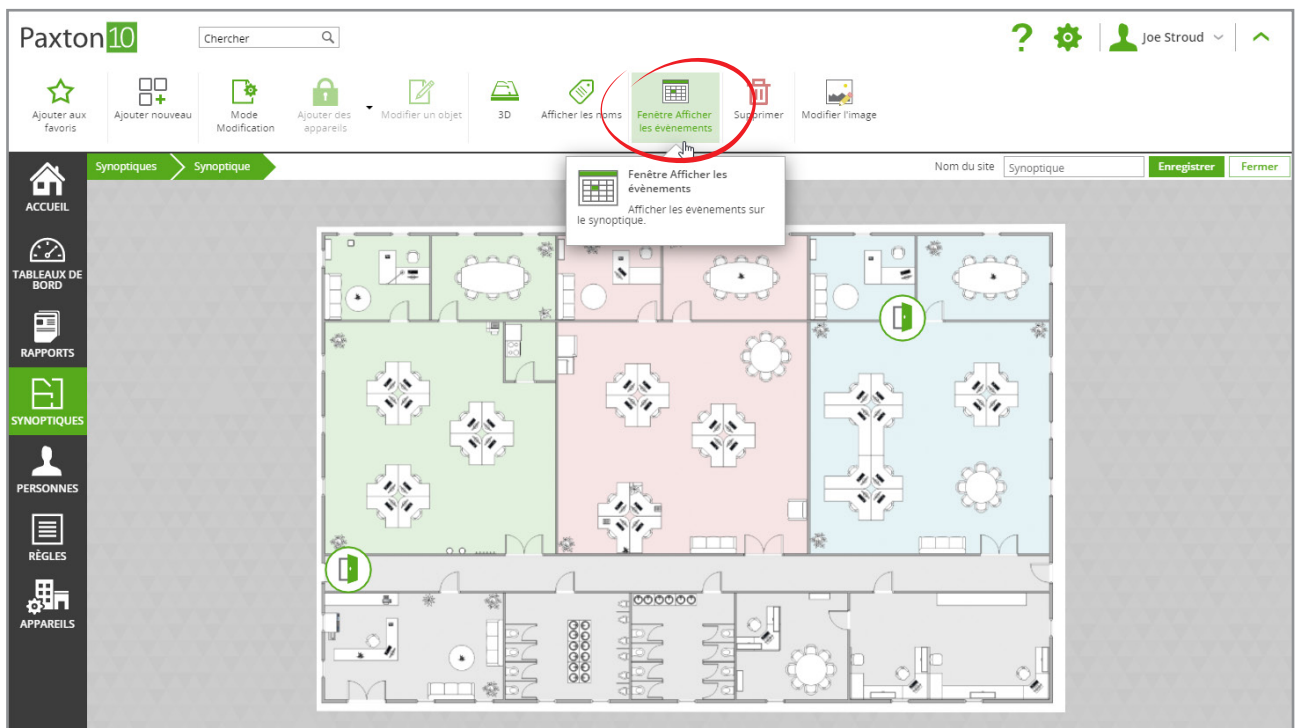 Paxton 10
Chercher
?
Joe Stroud
Ajouter aux
favoris
Ajouter nouveau
Mode
Modification
Ajouter des
appareils
Modifier un objet
3D
Afficher les noms
Fenêtre Afficher
les évènements
Supprimer
Modifier l'image
Synoptiques
Synoptique
Nom du site
Synoptique
Enregistrer
Fermer
Fenêtre Afficher les
évènements
Afficher les évènements sur
le synoptique.
ACCUEIL
TABLEAUX DE
BORD
RAPPORTS
SYNOPTIQUES
PERSONNES
RÈGLES
APPAREILS